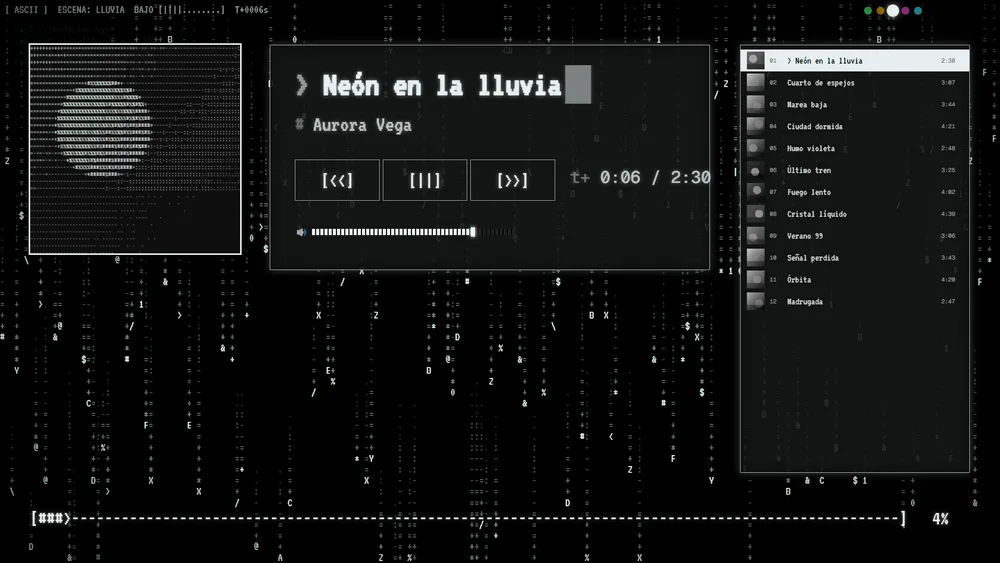 [ ASCII ] ESCENA: LLUVIA BAJO [||||.......] T+0006s
❯ Neón en la lluvia
# Aurora Vega
[<<] [||] [>>] t+ 0:06 / 2:30
01 ❯ Neón en la lluvia 2:30
02 Cuarto de espejos 3:07
03 Marea baja 3:44
04 Ciudad dormida 4:21
05 Humo violeta 2:48
06 Último tren 3:25
07 Fuego lento 4:02
08 Cristal líquido 4:39
09 Verano 99 3:06
10 Señal perdida 3:43
11 Órbita 4:20
12 Madrugada 2:47
[###❯--------------------] 4%